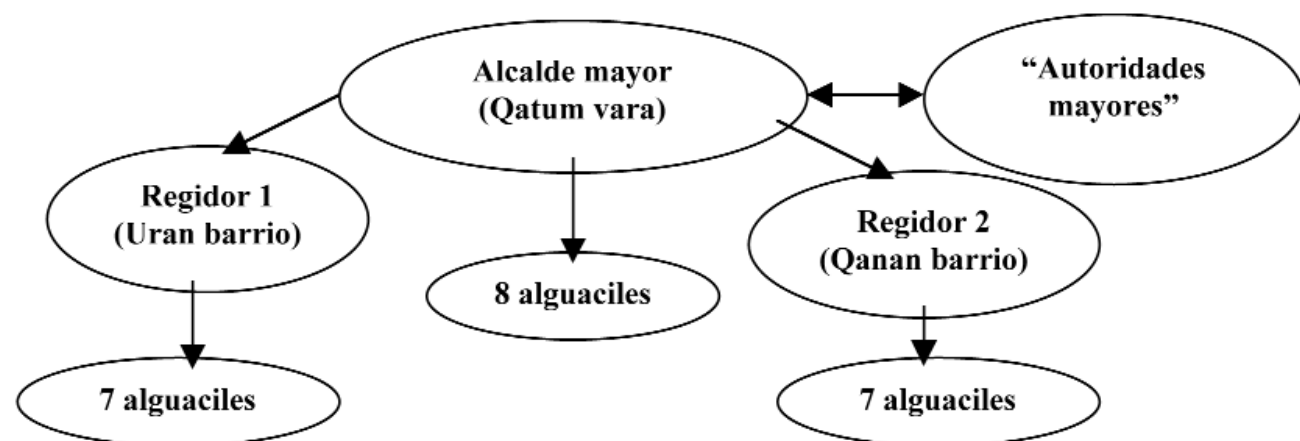 Alcalde mayor
(Qatum vara)
“Autoridades
mayores”
Regidor 1
(Uran barrio)
Regidor 2
(Qanan barrio)
8 alguaciles
7 alguaciles
7 alguaciles